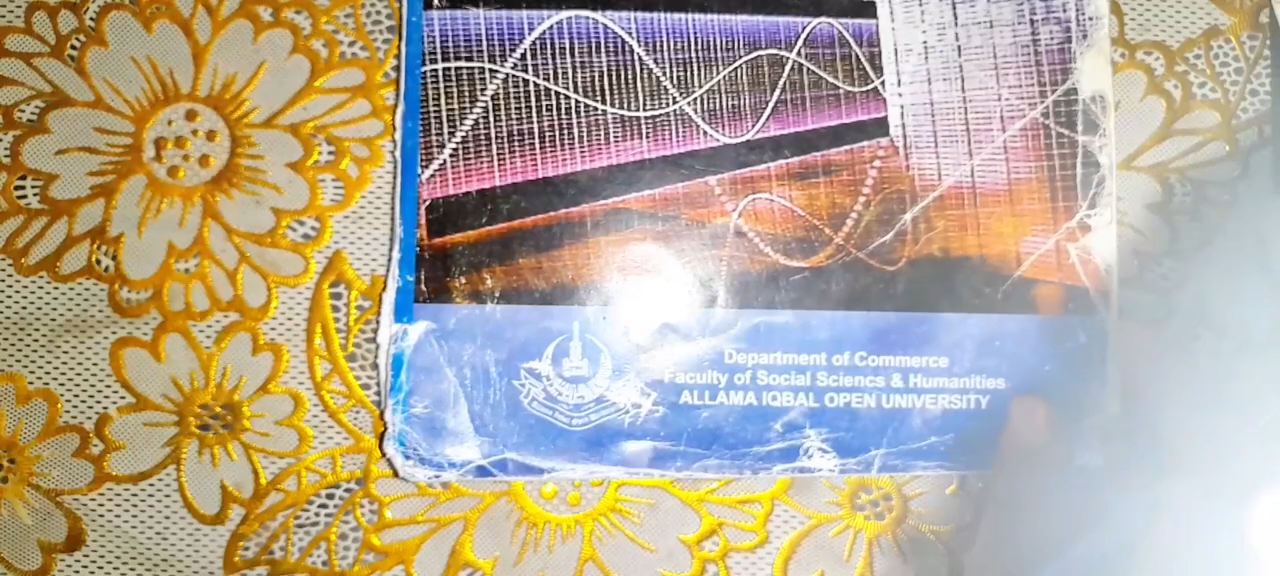 Department of Commerce
Faculty of Social Sciencs & Humanities
ALLAMA IQBAL OPEN UNIVERSITY